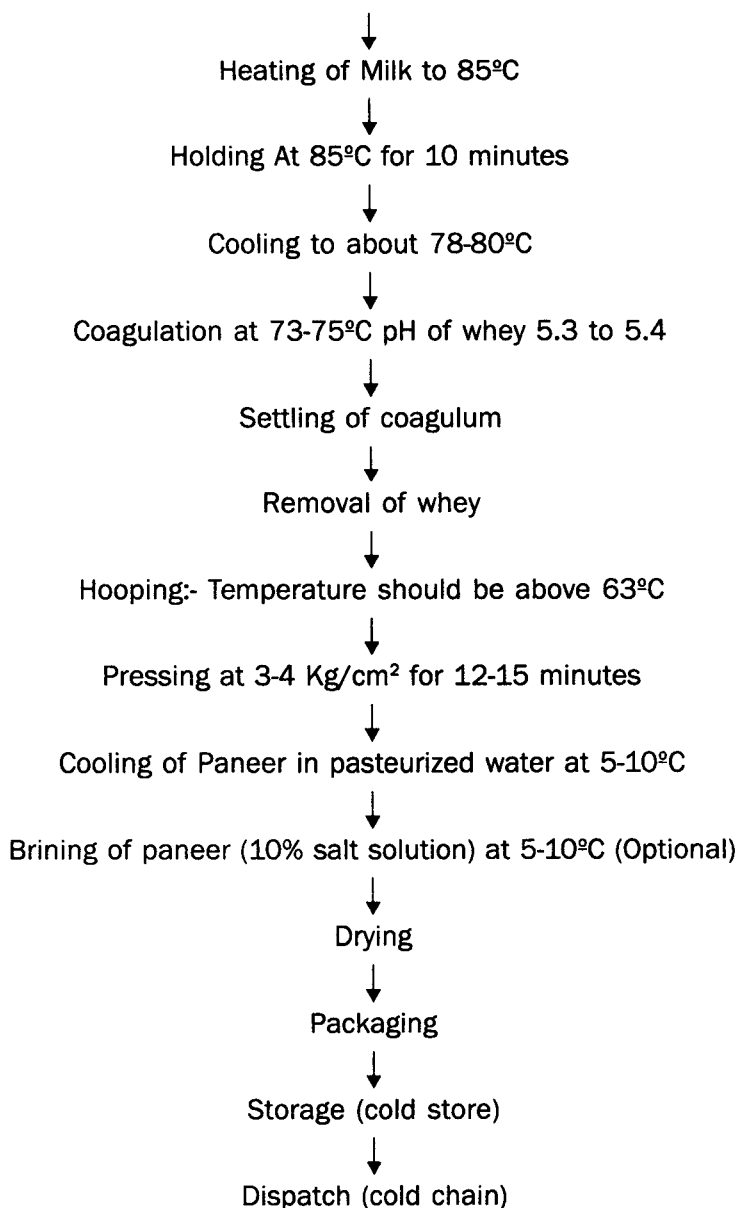 Heating of Milk to 85ºC
Holding At 85ºC for 10 minutes
Cooling to about 78-80ºC
Coagulation at 73-75ºC pH of whey 5.3 to 5.4
Settling of coagulum
Removal of whey
Hooping:- Temperature should be above 63ºC
Pressing at 3-4 Kg/cm² for 12-15 minutes
Cooling of Paneer in pasteurized water at 5-10ºC
Brining of paneer (10% salt solution) at 5-10ºC (Optional)
Drying
Packaging
Storage (cold store)
Dispatch (cold chain)